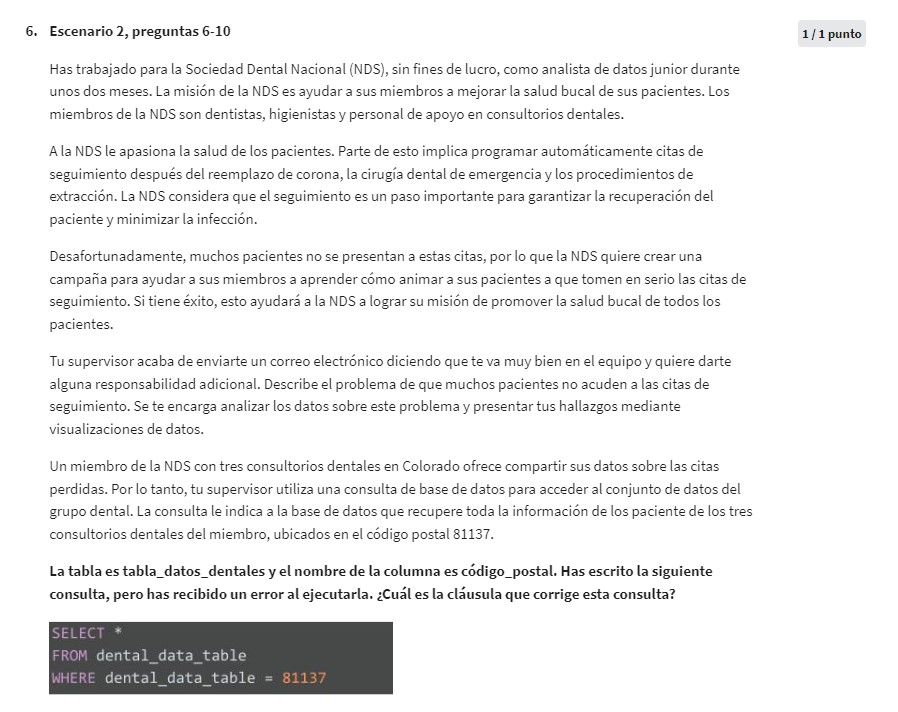 6. Escenario 2, preguntas 6-10
1 / 1 punto
Has trabajado para la Sociedad Dental Nacional (NDS), sin fines de lucro, como analista de datos junior durante
unos dos meses. La misión de la NDS es ayudar a sus miembros a mejorar la salud bucal de sus pacientes. Los
miembros de la NDS son dentistas, higienistas y personal de apoyo en consultorios dentales.
A la NDS le apasiona la salud de los pacientes. Parte de esto implica programar automáticamente citas de
seguimiento después del reemplazo de corona, la cirugía dental de emergencia y los procedimientos de
extracción. La NDS considera que el seguimiento es un paso importante para garantizar la recuperación del
paciente y minimizar la infección.
Desafortunadamente, muchos pacientes no se presentan a estas citas, por lo que la NDS quiere crear una
campaña para ayudar a sus miembros a aprender cómo animar a sus pacientes a que tomen en serio las citas de
seguimiento. Si tiene éxito, esto ayudará a la NDS a lograr su misión de promover la salud bucal de todos los
pacientes.
Tu supervisor acaba de enviarte un correo electrónico diciendo que te va muy bien en el equipo y quiere darte
alguna responsabilidad adicional. Describe el problema de que muchos pacientes no acuden a las citas de
seguimiento. Se te encarga analizar los datos sobre este problema y presentar tus hallazgos mediante
visualizaciones de datos.
Un miembro de la NDS con tres consultorios dentales en Colorado ofrece compartir sus datos sobre las citas
perdidas. Por lo tanto, tu supervisor utiliza una consulta de base de datos para acceder al conjunto de datos del
grupo dental. La consulta le indica a la base de datos que recupere toda la información de los paciente de los tres
consultorios dentales del miembro, ubicados en el código postal 81137.
La tabla es tabla_datos_dentales y el nombre de la columna es código_postal. Has escrito la siguiente
consulta, pero has recibido un error al ejecutarla. ¿Cuál es la cláusula que corrige esta consulta?
SELECT *
FROM dental_data_table
WHERE dental_data_table = 81137